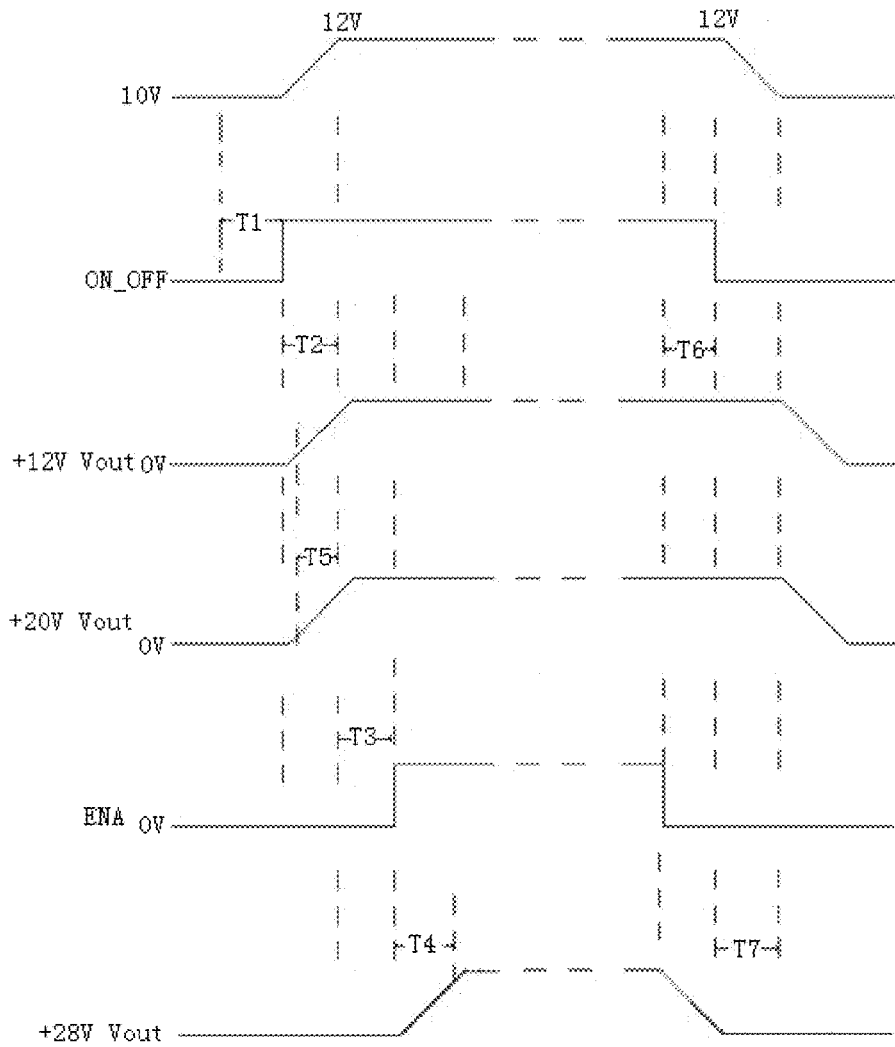 12V
12V
10V
T1
ON_OFF
T2
T6
+12V Vout 0V
T5
+20V Vout
0V
T3
ENA 0V
T4
T7
+28V Vout